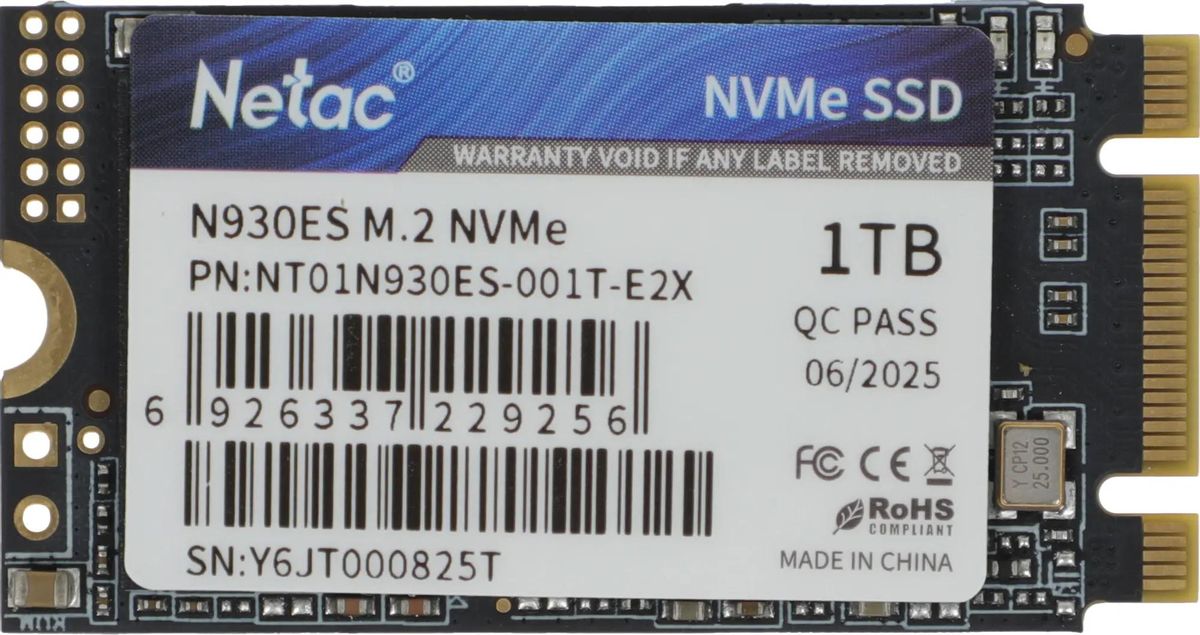 Netac®
NVMe SSD
WARRANTY VOID IF ANY LABEL REMOVED
N930ES M.2 NVMe
1TB
PN:NT01N930ES-001T-E2X
QC PASS
06/2025
6 926337 229256
FC CE
RoHS
COMPLIANT
SN:Y6JT000825T
MADE IN CHINA
Y CP12
25.000